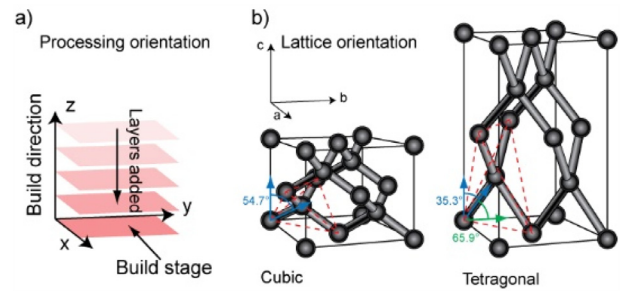 a)
Processing orientation
z
Build direction
Layers added
y
x
Build stage
b)
Lattice orientation
c
b
a
54.7°
Cubic
35.3°
65.9°
Tetragonal